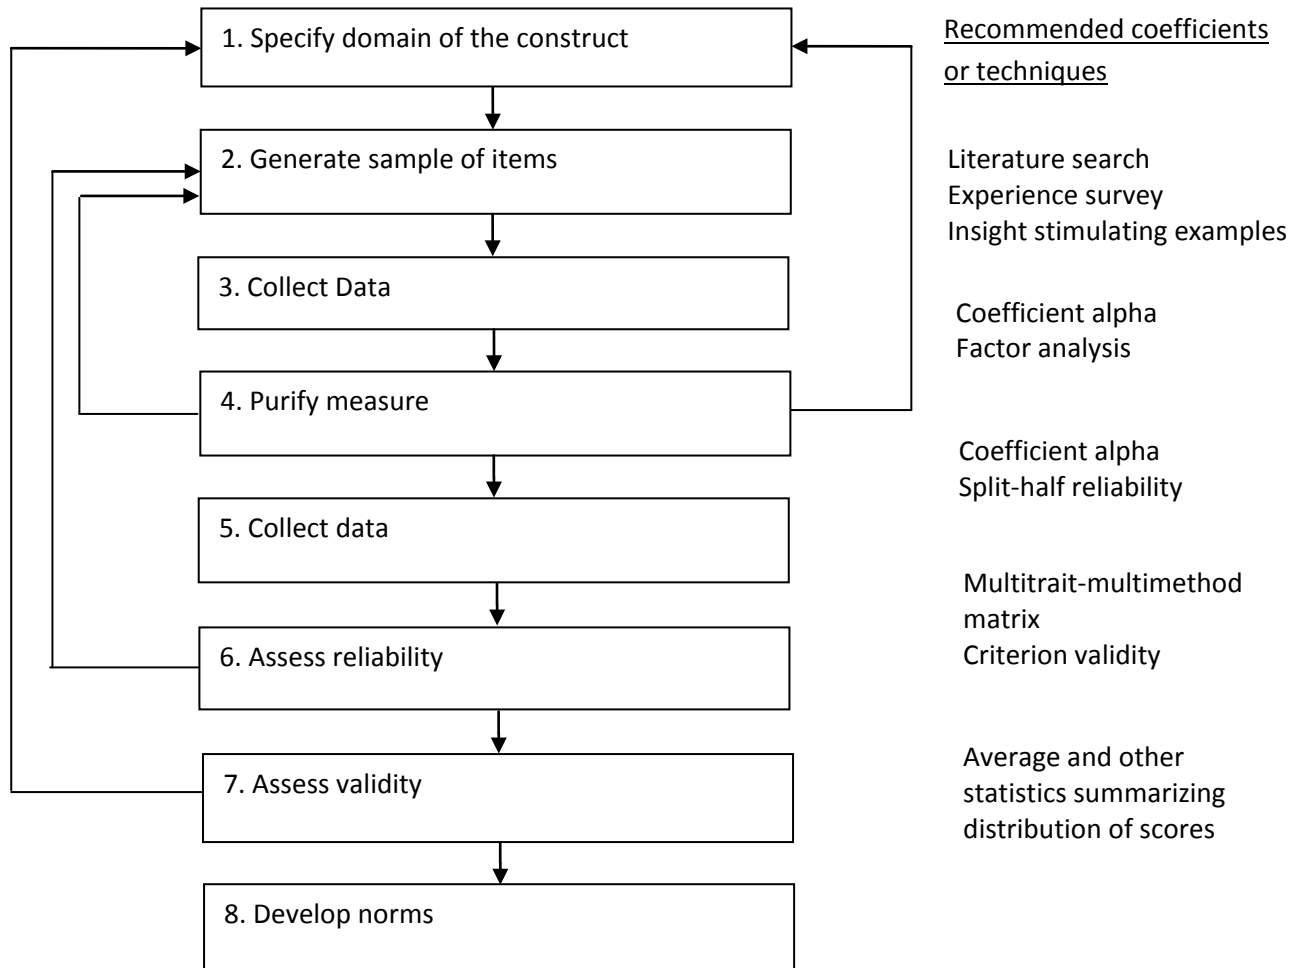 1. Specify domain of the construct
2. Generate sample of items
3. Collect Data
4. Purify measure
5. Collect data
6. Assess reliability
7. Assess validity
8. Develop norms
Recommended coefficients
or techniques
Literature search
Experience survey
Insight stimulating examples
Coefficient alpha
Factor analysis
Coefficient alpha
Split-half reliability
Multitrait-multimethod
matrix
Criterion validity
Average and other
statistics summarizing
distribution of scores